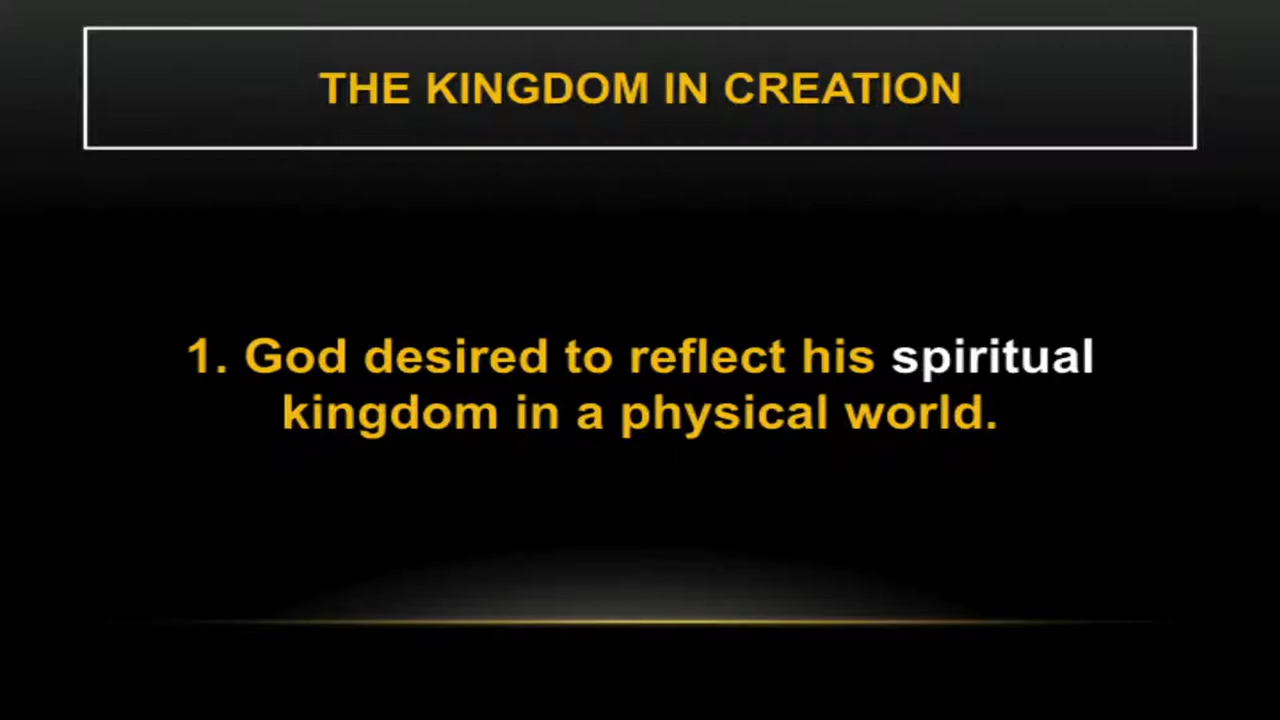 THE KINGDOM IN CREATION
1. God desired to reflect his spiritual
kingdom in a physical world.